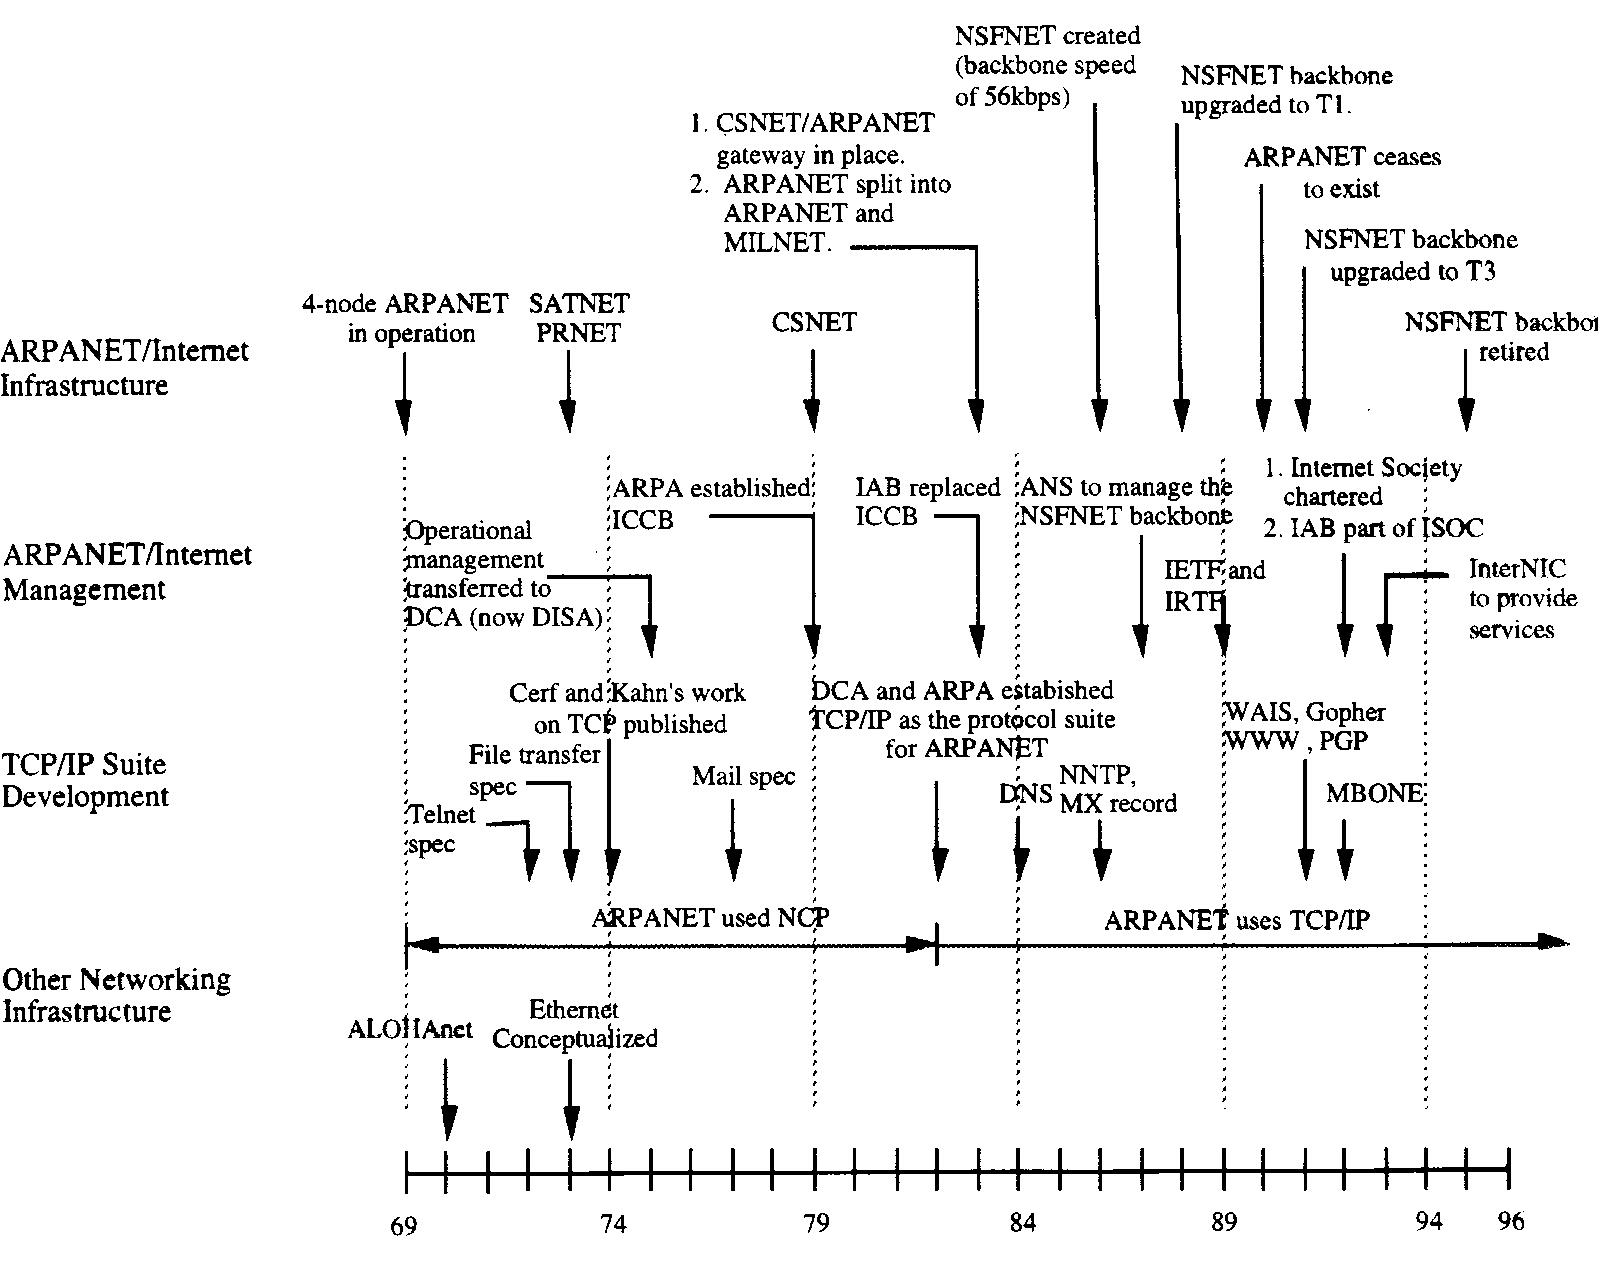 NSFNET created
(backbone speed
of 56kbps)
NSFNET backbone
upgraded to T1.
1. CSNET/ARPANET
gateway in place.
2. ARPANET split into
ARPANET and
MILNET.
ARPANET ceases
to exist
NSFNET backbone
upgraded to T3
4-node ARPANET
in operation
SATNET
PRNET
CSNET
NSFNET backbon
retired
ARPANET/Internet
Infrastructure
ARPA established
ICCB
IAB replaced
ICCB
ANS to manage the
NSFNET backbone
1. Internet Society
chartered
2. IAB part of ISOC
Operational
management
transferred to
DCA (now DISA)
IETF and
IRTF
InterNIC
to provide
services
ARPANET/Internet
Management
Cerf and Kahn's work
on TCP published
DCA and ARPA estabished
TCP/IP as the protocol suite
for ARPANET
WAIS, Gopher
WWW , PGP
File transfer
spec
Mail spec
DNS
NNTP,
MX record
MBONE
Telnet
spec
TCP/IP Suite
Development
ARPANET used NCP
ARPANET uses TCP/IP
Other Networking
Infrastructure
ALOHAnet
Ethernet
Conceptualized
69 74 79 84 89 94 96